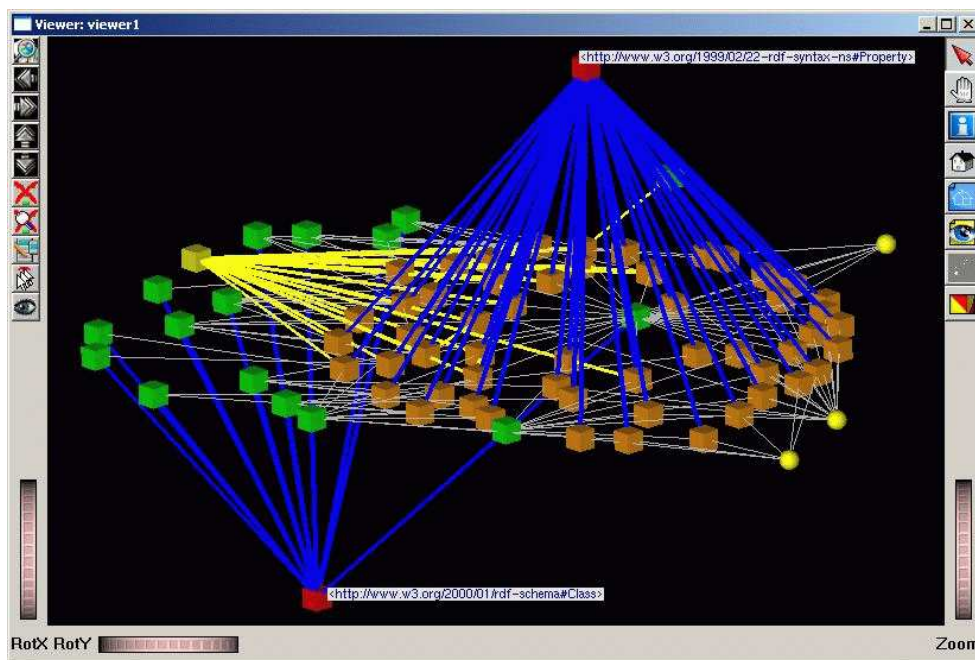 Viewer: viewer1
<http://www.w3.org/1999/02/22-rdf-syntax-ns#Property>
<http://www.w3.org/2000/01/rdf-schema#Class>
RotX RotY
Zoom